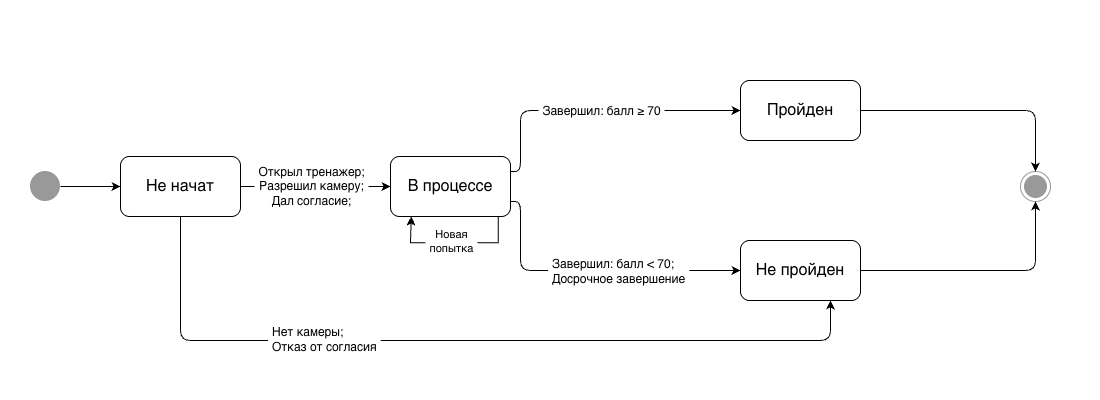 Завершил: балл ≥ 70
Пройден
Не начат
Открыл тренажер;
Разрешил камеру;
Дал согласие;
В процессе
Новая
попытка
Завершил: балл < 70;
Досрочное завершение
Не пройден
Нет камеры;
Отказ от согласия